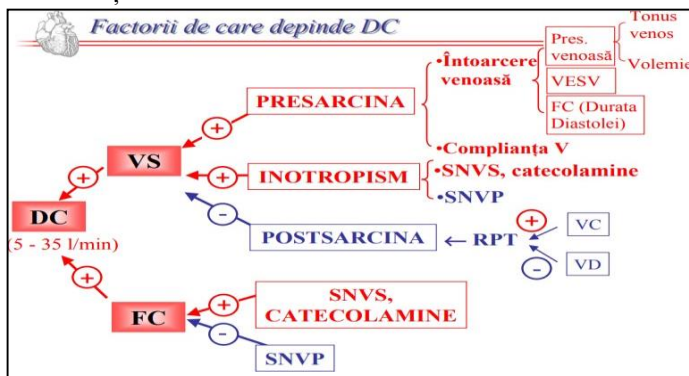 Factorii de care depinde DC
Tonus
venos
Volemie
Pres.
venoasă
VESV
FC (Durata
Diastolei)
•Întoarcere
venoasă
•Complianța V
PRESARCINA
+
VS
+
INOTROPISM
•SNVS, catecolamine
•SNVP
+
DC
(5 - 35 l/min)
-
POSTSARCINA
← RPT
+
VC
-
VD
+
FC
+
SNVS,
CATECOLAMINE
-
SNVP